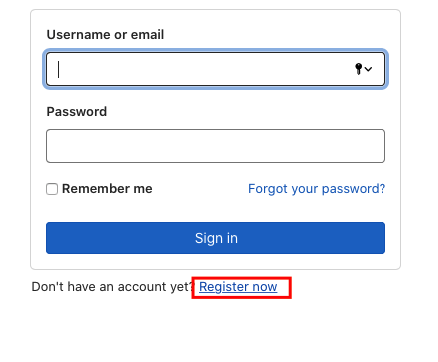 Username or email
Password
Remember me Forgot your password?
Sign in
Don't have an account yet? Register now